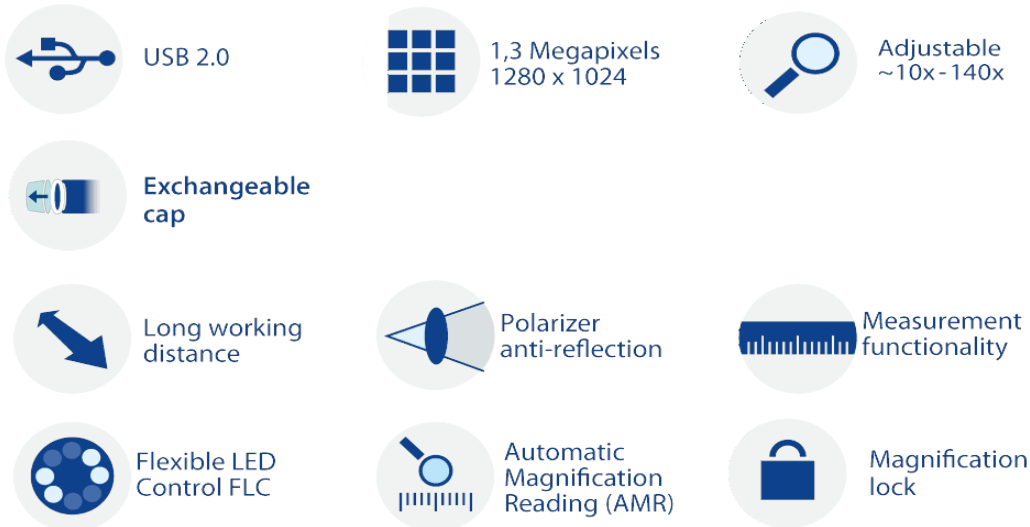 USB 2.0
1,3 Megapixels
1280 x 1024
Adjustable
~10x-140x
Exchangeable
cap
Long working
distance
Polarizer
anti-reflection
Measurement
functionality
Flexible LED
Control FLC
Automatic
Magnification
Reading (AMR)
Magnification
lock